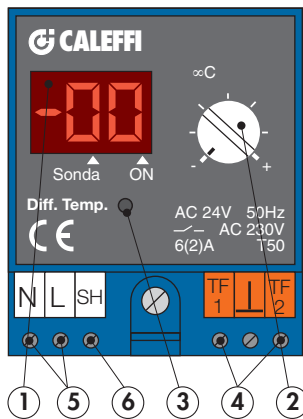 CALEFFI
∝C
-00
- +
Sonda ON
Diff. Temp.
CE
AC 24V 50Hz
AC 230V
6(2)A T50
N L SH
TF 1 TF 2
1 5 6 3 4 2